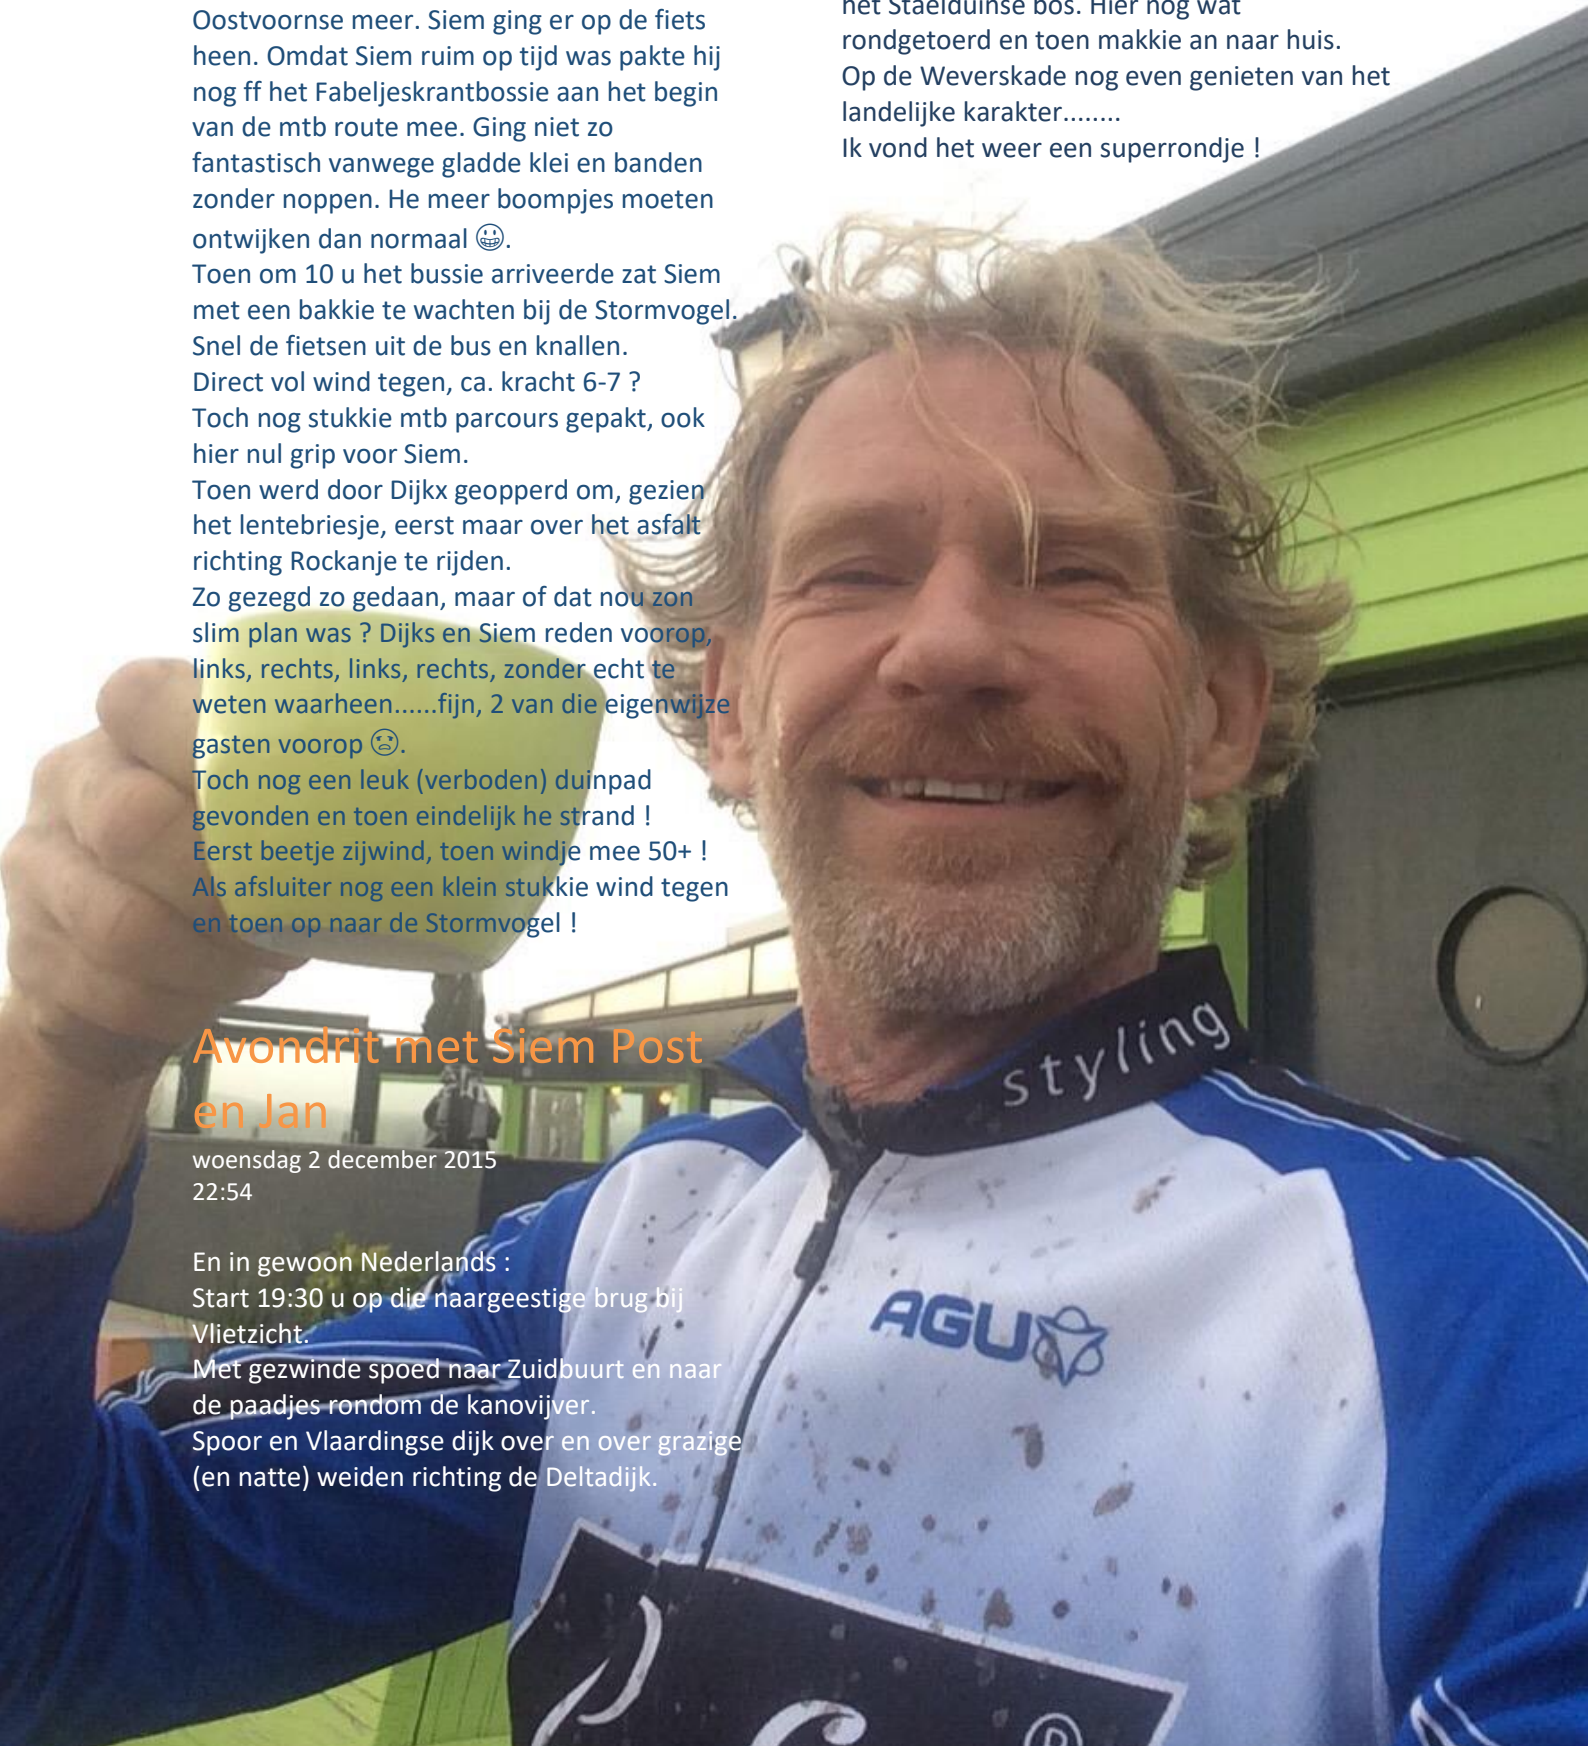 Oostvoornse meer. Siem ging er op de fiets
heen. Omdat Siem ruim op tijd was pakte hij
nog ff het Fabeljeskrantbossie aan het begin
van de mtb route mee. Ging niet zo
fantastisch vanwege gladde klei en banden
zonder noppen. He meer boompjes moeten
ontwijken dan normaal 😀.
Toen om 10 u het bussie arriveerde zat Siem
met een bakkie te wachten bij de Stormvogel.
Snel de fietsen uit de bus en knallen.
Direct vol wind tegen, ca. kracht 6-7 ?
Toch nog stukkie mtb parcours gepakt, ook
hier nul grip voor Siem.
Toen werd door Dijkx geopperd om, gezien
het lentebriesje, eerst maar over het asfalt
richting Rockanje te rijden.
Zo gezegd zo gedaan, maar of dat nou zon
slim plan was ? Dijks en Siem reden voorop,
links, rechts, links, rechts, zonder echt te
weten waarheen......fijn, 2 van die eigenwijze
gasten voorop 😟.
Toch nog een leuk (verboden) duinpad
gevonden en toen eindelijk he strand !
Eerst beetje zijwind, toen windje mee 50+ !
Als afsluiter nog een klein stukkie wind tegen
en toen op naar de Stormvogel !
Avondrit met Siem Post
en Jan
woensdag 2 december 2015
22:54
En in gewoon Nederlands :
Start 19:30 u op die naargeestige brug bij
Vlietzicht.
Met gezwinde spoed naar Zuidbuurt en naar
de paadjes rondom de kanovijver.
Spoor en Vlaardingse dijk over en over grazige
(en natte) weiden richting de Deltadijk.
het Staelduinse bos. Hier nog wat
rondgetoerd en toen makkie an naar huis.
Op de Weverskade nog even genieten van het
landelijke karakter........
Ik vond het weer een superrondje !
styling
AGU
®